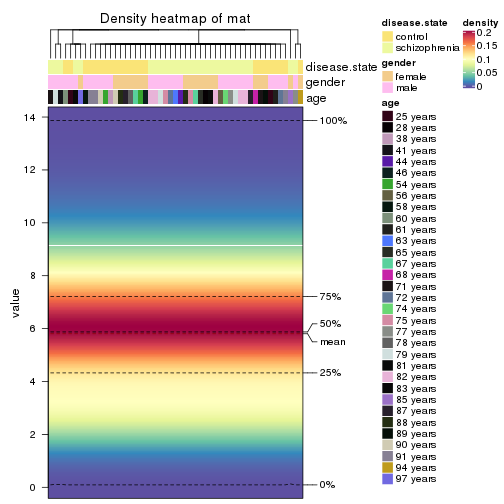 Density heatmap of mat
disease.state
gender
age
value
14
12
10
8
6
4
2
0
100%
75%
50%
mean
25%
0%
disease.state
control
schizophrenia
gender
female
male
age
25 years
28 years
38 years
41 years
44 years
46 years
54 years
56 years
58 years
60 years
61 years
63 years
65 years
67 years
68 years
71 years
72 years
74 years
75 years
77 years
78 years
79 years
81 years
82 years
83 years
85 years
87 years
88 years
89 years
90 years
91 years
94 years
97 years
density
0.2
0.15
0.1
0.05
0